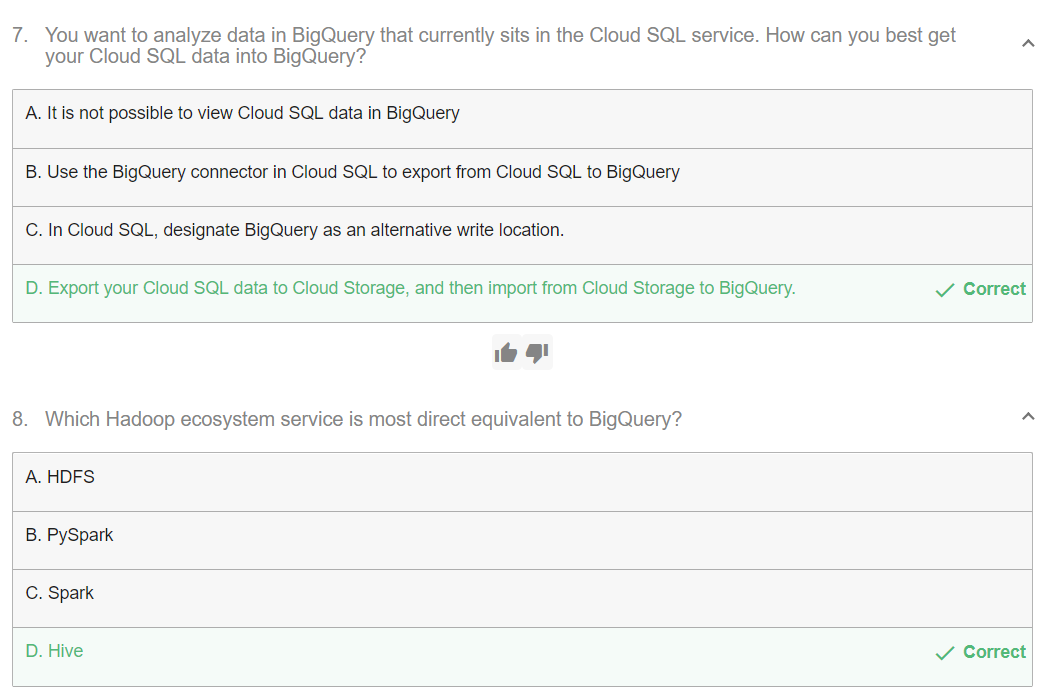 7. You want to analyze data in BigQuery that currently sits in the Cloud SQL service. How can you best get
your Cloud SQL data into BigQuery?
A. It is not possible to view Cloud SQL data in BigQuery
B. Use the BigQuery connector in Cloud SQL to export from Cloud SQL to BigQuery
C. In Cloud SQL, designate BigQuery as an alternative write location.
D. Export your Cloud SQL data to Cloud Storage, and then import from Cloud Storage to BigQuery. Correct
8. Which Hadoop ecosystem service is most direct equivalent to BigQuery?
A. HDFS
B. PySpark
C. Spark
D. Hive Correct